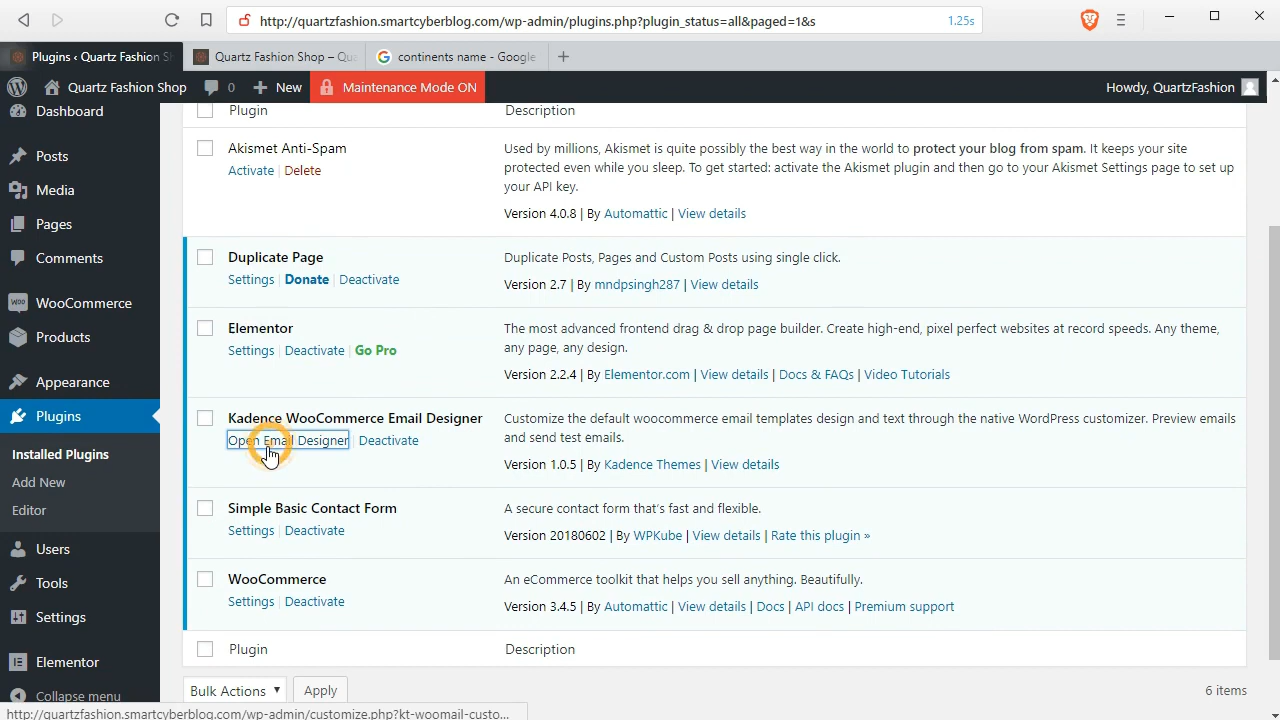 http://quartzfashion.smartcyberblog.com/wp-admin/plugins.php?plugin_status=all&paged=1&s
1.25s
Plugins ‹ Quartz Fashion Sh
Quartz Fashion Shop – Qua
continents name - Google
Quartz Fashion Shop
0
New
Maintenance Mode ON
Howdy, QuartzFashion
Dashboard
Posts
Media
Pages
Comments
WOO
WooCommerce
Products
Appearance
Plugins
Installed Plugins
Add New
Editor
Users
Tools
Settings
Elementor
Collapse menu
Plugin
Description
Akismet Anti-Spam
Activate | Delete
Used by millions, Akismet is quite possibly the best way in the world to protect your blog from spam. It keeps your site
protected even while you sleep. To get started: activate the Akismet plugin and then go to your Akismet Settings page to set up
your API key.
Version 4.0.8 | By Automattic | View details
Duplicate Page
Settings | Donate | Deactivate
Duplicate Posts, Pages and Custom Posts using single click.
Version 2.7 | By mndpsingh287 | View details
Elementor
Settings | Deactivate | Go Pro
The most advanced frontend drag & drop page builder. Create high-end, pixel perfect websites at record speeds. Any theme,
any page, any design.
Version 2.2.4 | By Elementor.com | View details | Docs & FAQs | Video Tutorials
Kadence WooCommerce Email Designer
Open Email Designer | Deactivate
Customize the default woocommerce email templates design and text through the native WordPress customizer. Preview emails
and send test emails.
Version 1.0.5 | By Kadence Themes | View details
Simple Basic Contact Form
Settings | Deactivate
A secure contact form that's fast and flexible.
Version 20180602 | By WPKube | View details | Rate this plugin »
WooCommerce
Settings | Deactivate
An eCommerce toolkit that helps you sell anything. Beautifully.
Version 3.4.5 | By Automattic | View details | Docs | API docs | Premium support
Plugin
Description
Bulk Actions
Apply
6 items
http://quartzfashion.smartcyberblog.com/wp-admin/customize.php?kt-woomail-custo...